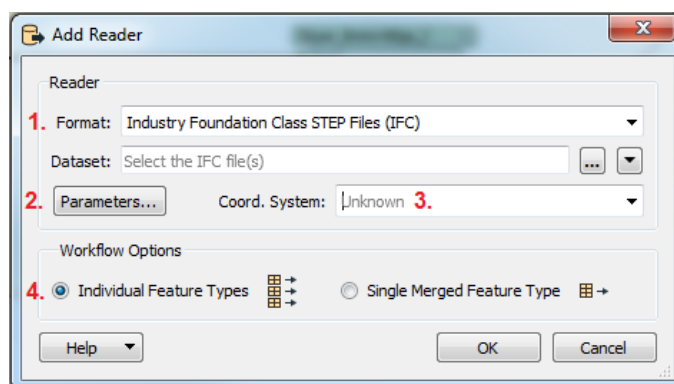 Add Reader
Reader
1. Format: Industry Foundation Class STEP Files (IFC)
Dataset: Select the IFC file(s) ...
2. Parameters... Coord. System: Unknown 3.
Workflow Options
4. Individual Feature Types Single Merged Feature Type
Help OK Cancel